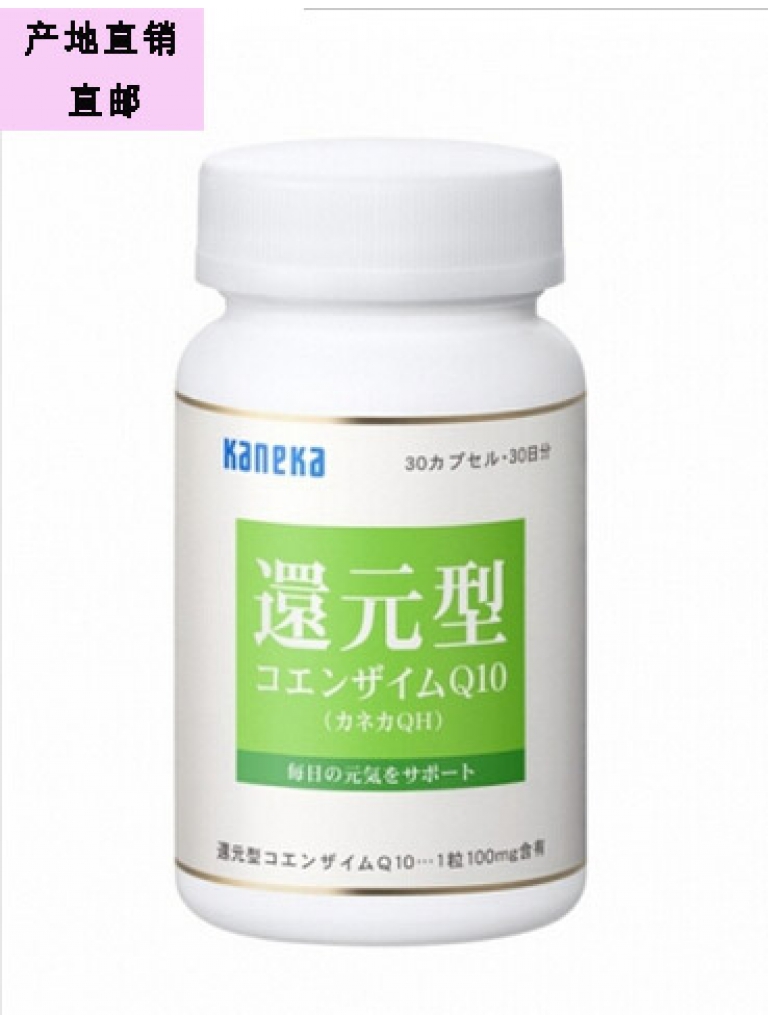 产地直销
直邮
Kaneka
30カプセル・30日分
還元型
コエンザイムQ10
（カネカQH）
毎日の元気をサポート
還元型コエンザイムQ10…1粒100mg含有